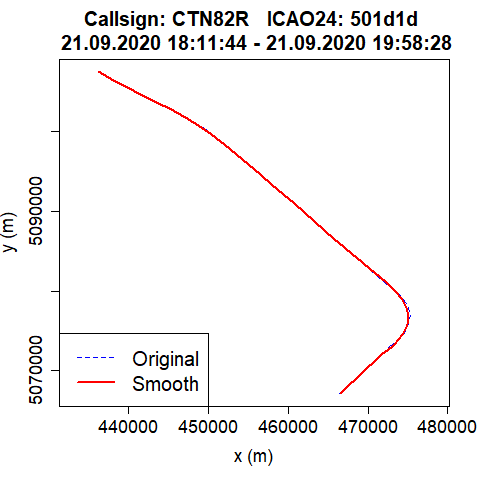 Callsign: CTN82R   ICAO24: 501d1d
21.09.2020 18:11:44 - 21.09.2020 19:58:28
y (m)
5090000
5070000
Original
Smooth
440000 450000 460000 470000 480000
x (m)